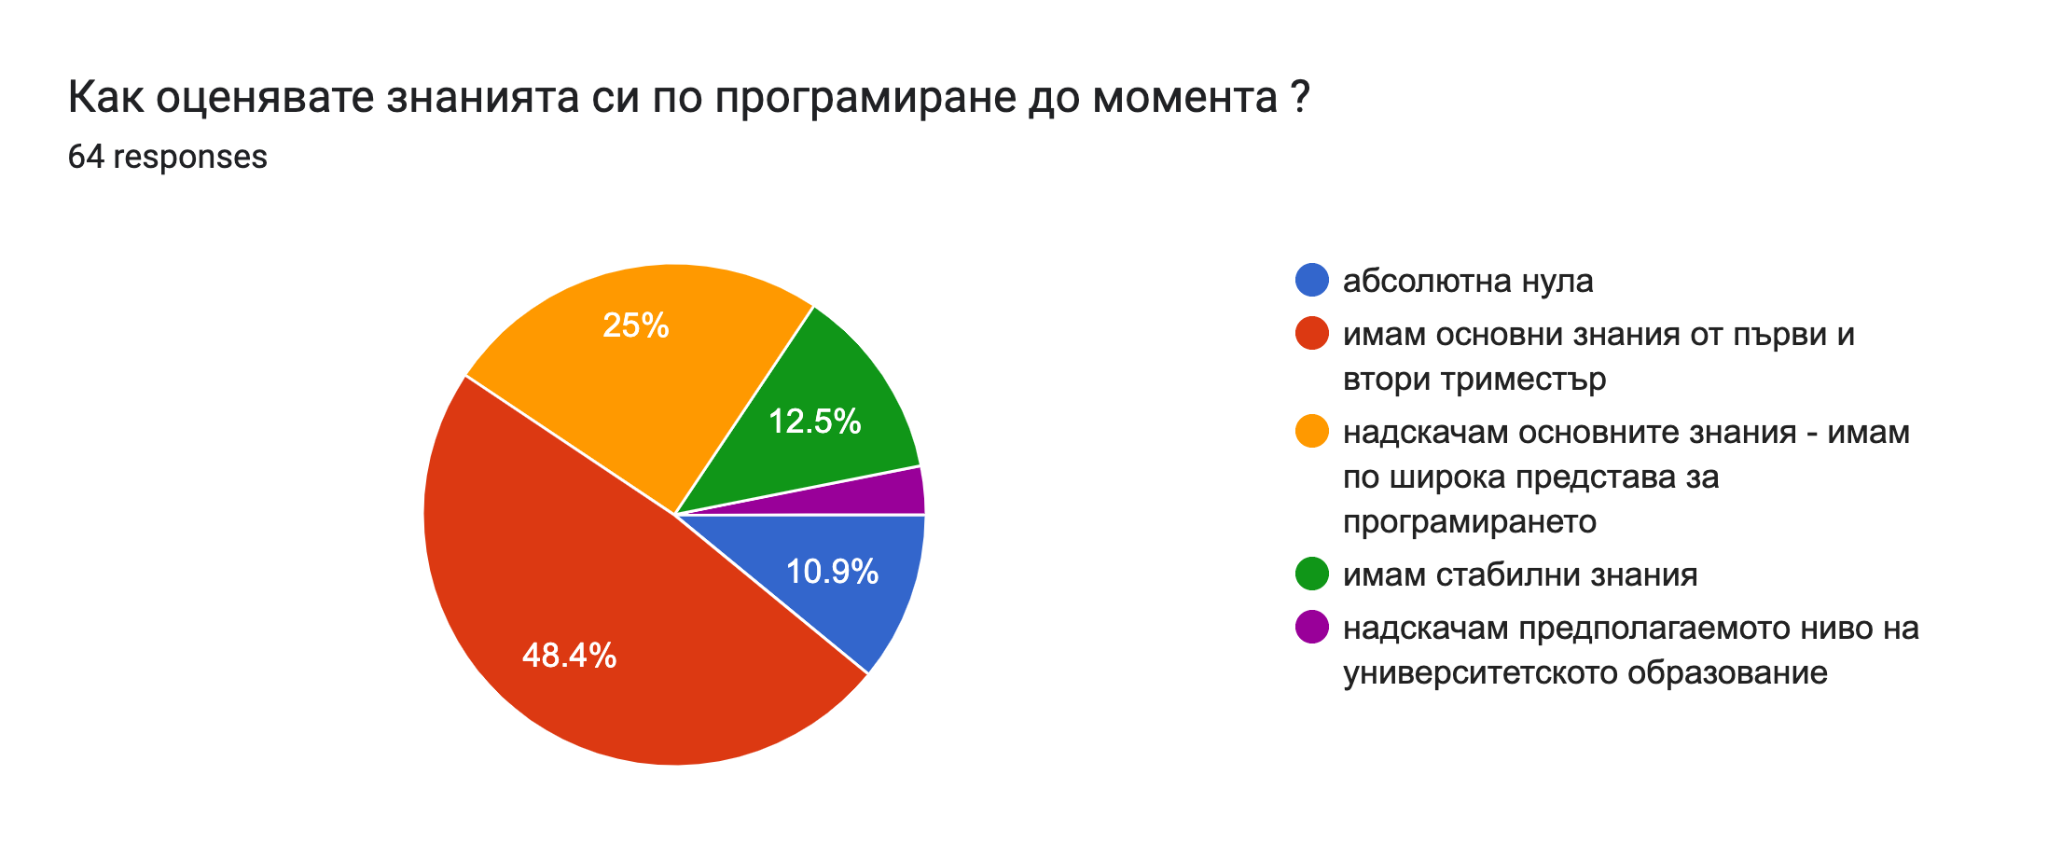 Как оценявате знанията си по програмиране до момента ?
64 responses
25%
12.5%
10.9%
48.4%
абсолютна нула
имам основни знания от първи и
втори триместър
надскачам основните знания - имам
по широка представа за
програмирането
имам стабилни знания
надскачам предполагаемото ниво на
университетското образование